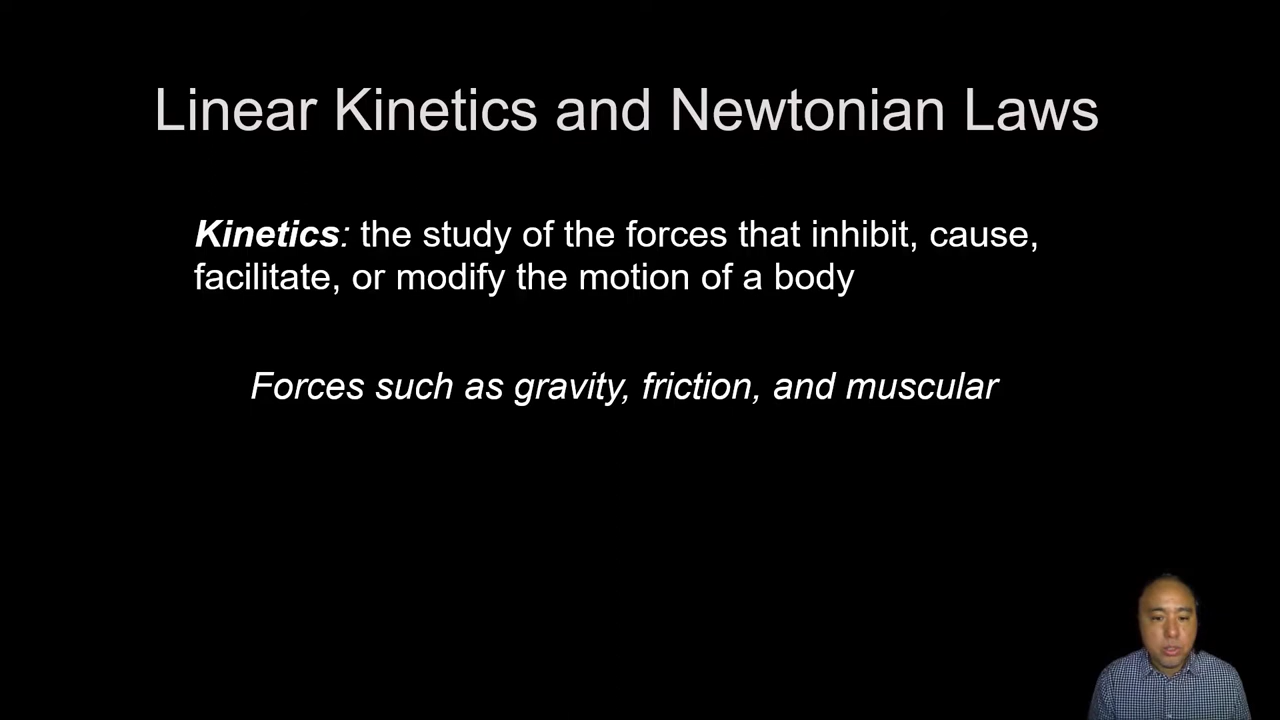 Linear Kinetics and Newtonian Laws
Kinetics: the study of the forces that inhibit, cause,
facilitate, or modify the motion of a body
Forces such as gravity, friction, and muscular